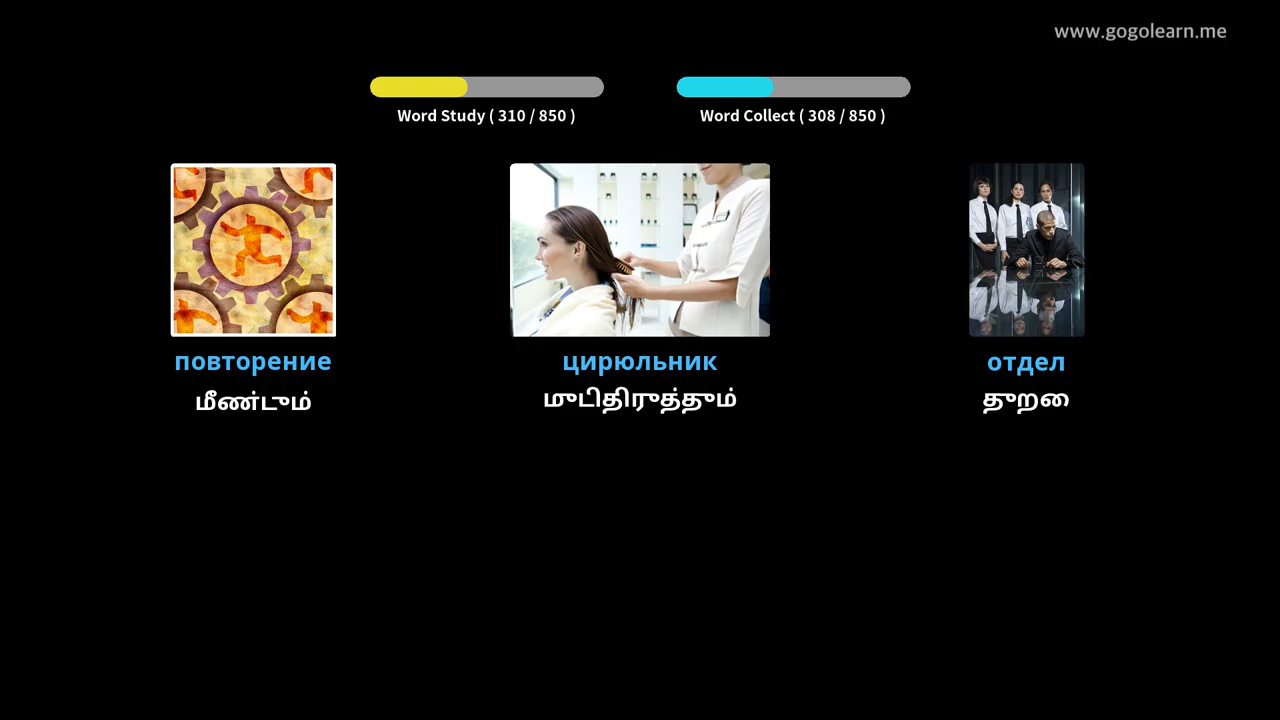 www.gogolearn.me
Word Study ( 310 / 850 )
Word Collect ( 308 / 850 )
повторение
цирюльник
отдел
மீண்டும்
முடிதிருத்தும்
துறை